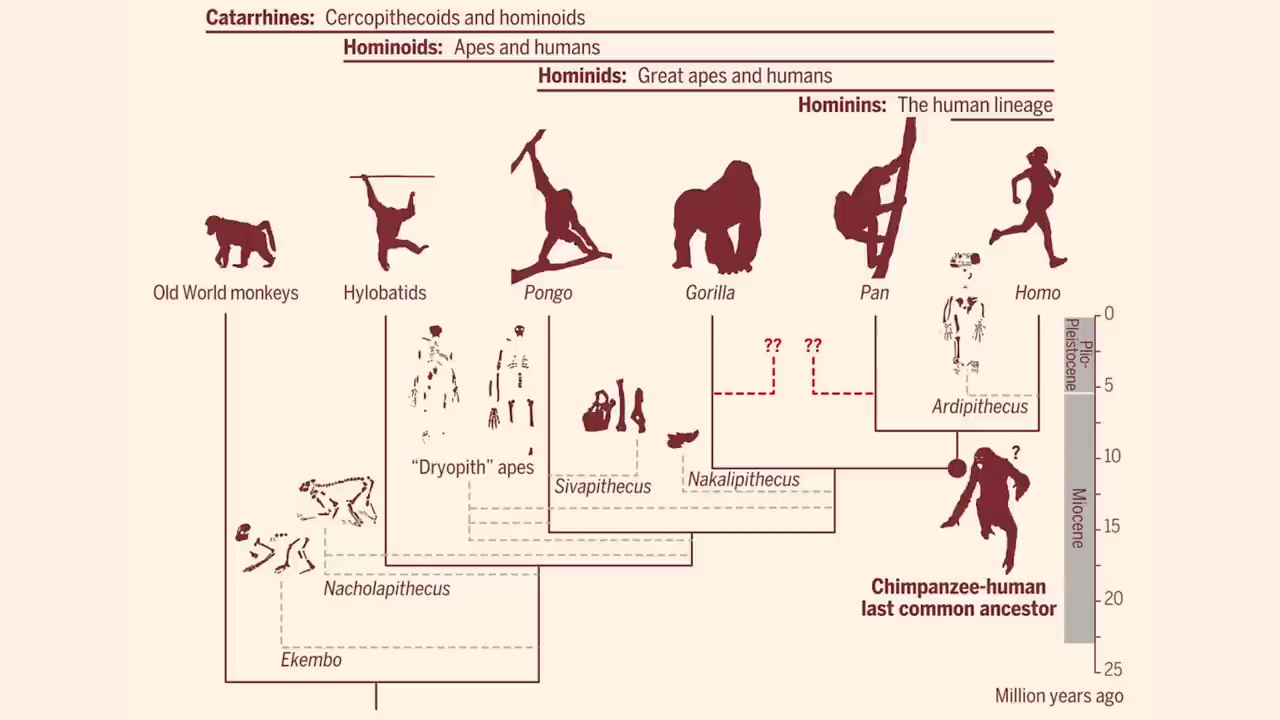 Catarrhines: Cercopithecoids and hominoids
Hominoids: Apes and humans
Hominids: Great apes and humans
Hominins: The human lineage
Old World monkeys
Hylobatids
Pongo
Gorilla
Pan
Homo
0
Plio-
Pleistocene
??
??
5
Ardipithecus
?
10
"Dryopith" apes
Sivapithecus
Nakalipithecus
Miocene
15
Nacholapithecus
Chimpanzee-human
last common ancestor
20
Ekembo
25
Million years ago